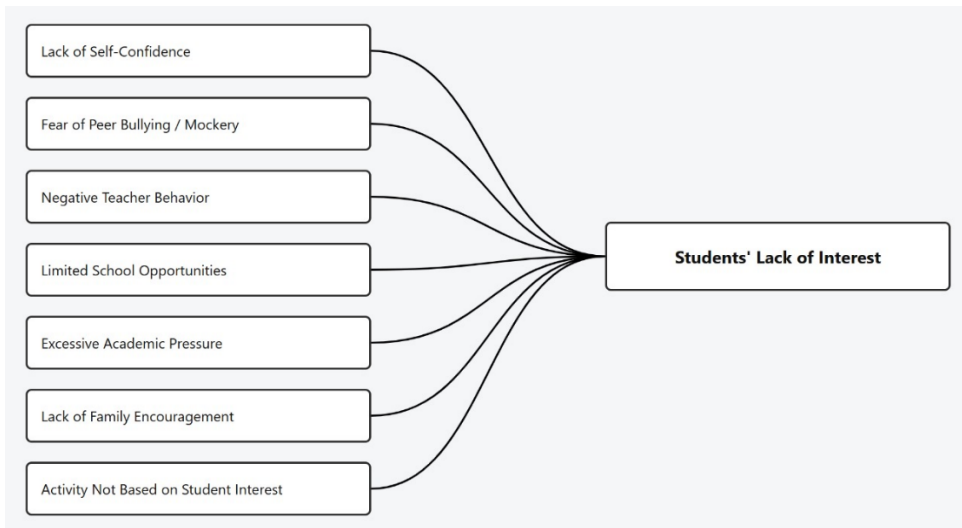 Lack of Self-Confidence
Fear of Peer Bullying / Mockery
Negative Teacher Behavior
Limited School Opportunities
Excessive Academic Pressure
Lack of Family Encouragement
Activity Not Based on Student Interest
Students' Lack of Interest